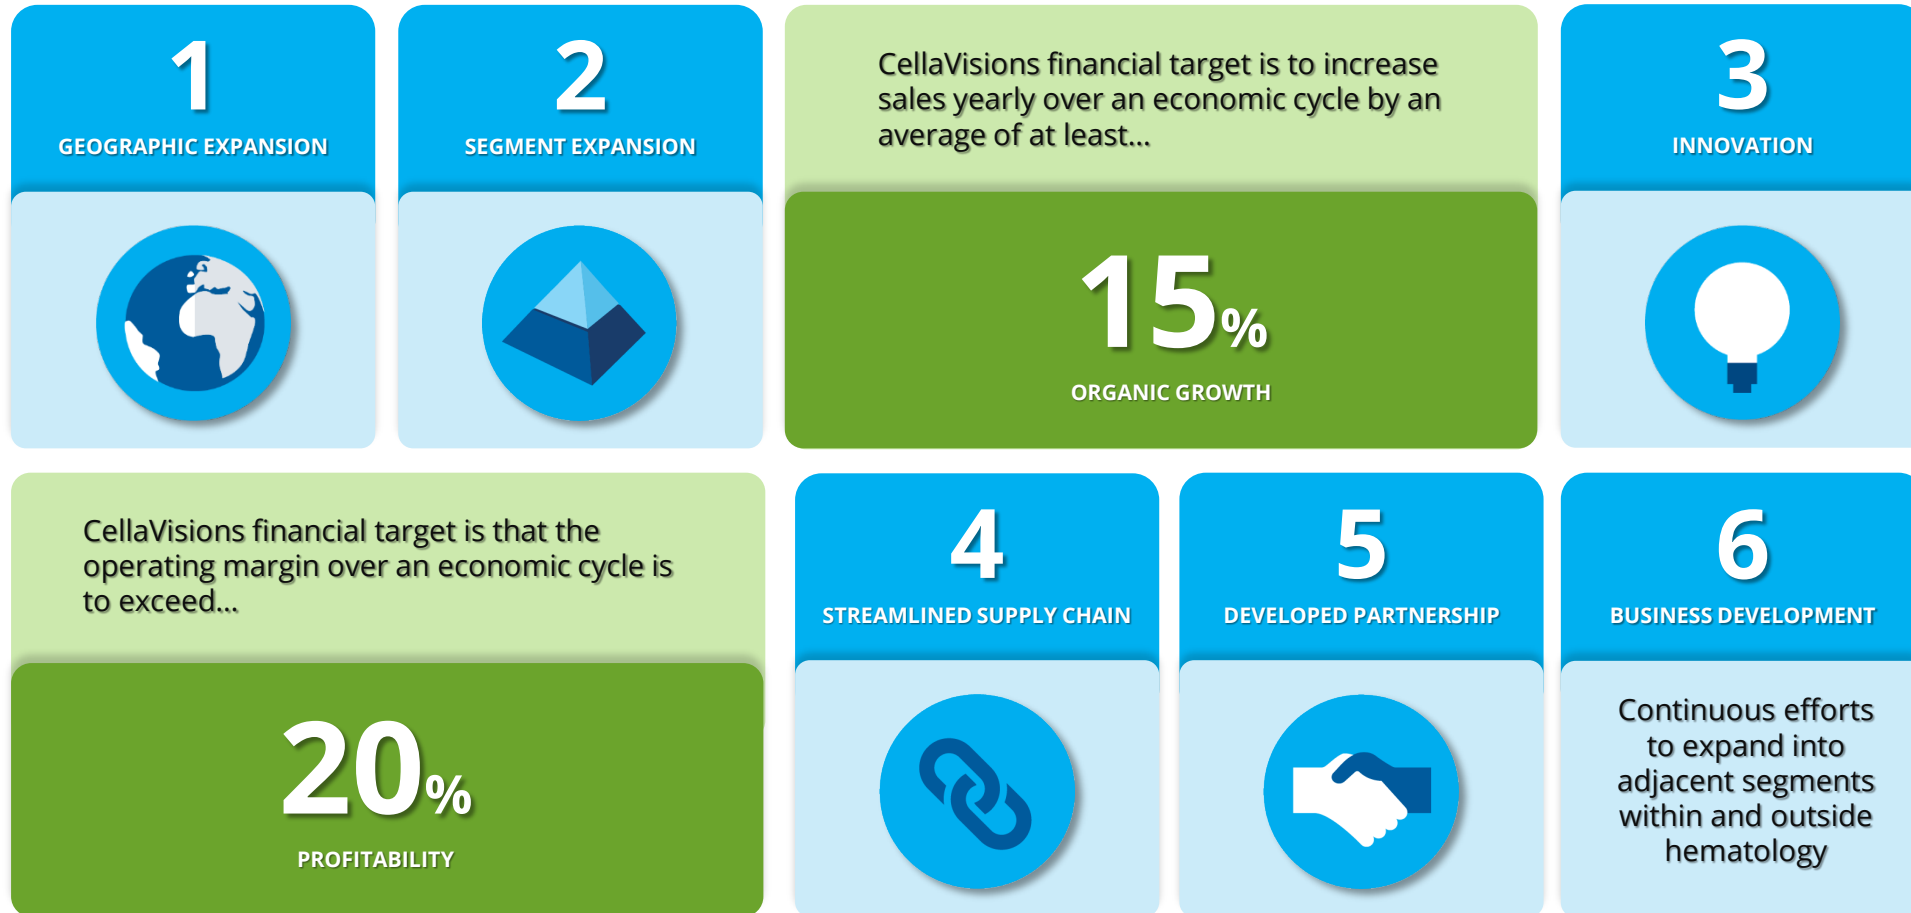 1
GEOGRAPHIC EXPANSION
2
SEGMENT EXPANSION
CellaVisions financial target is to increase
sales yearly over an economic cycle by an
average of at least...
15%
ORGANIC GROWTH
3
INNOVATION
CellaVisions financial target is that the
operating margin over an economic cycle is
to exceed...
20%
PROFITABILITY
4
STREAMLINED SUPPLY CHAIN
5
DEVELOPED PARTNERSHIP
6
BUSINESS DEVELOPMENT
Continuous efforts
to expand into
adjacent segments
within and outside
hematology